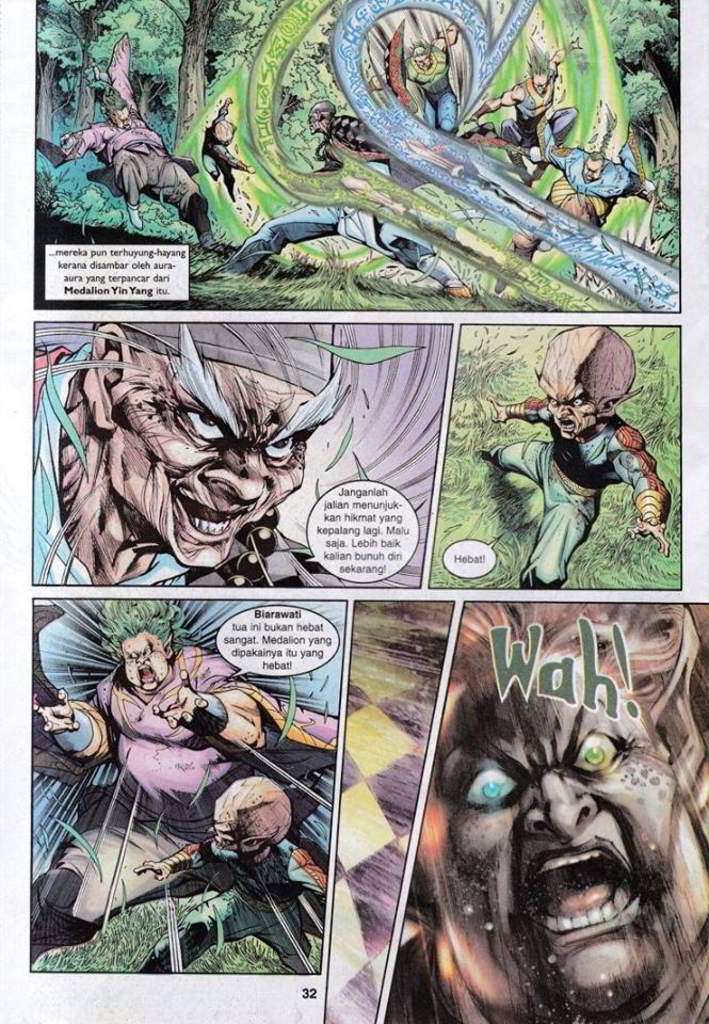 ...mereka pun terhuyung-hayang
kerana disambar oleh aura-
aura yang terpancar dari
Medalion Yin Yang itu.
Janganlah
jalian menunjuk-
kan hikmat yang
kepalang lagi. Malu
saja. Lebih baik
kalian bunuh diri
sekarang!
Hebat!
Biarawati
tua ini bukan hebat
sangat. Medalion yang
dipakainya itu yang
hebat!
Wah!
32